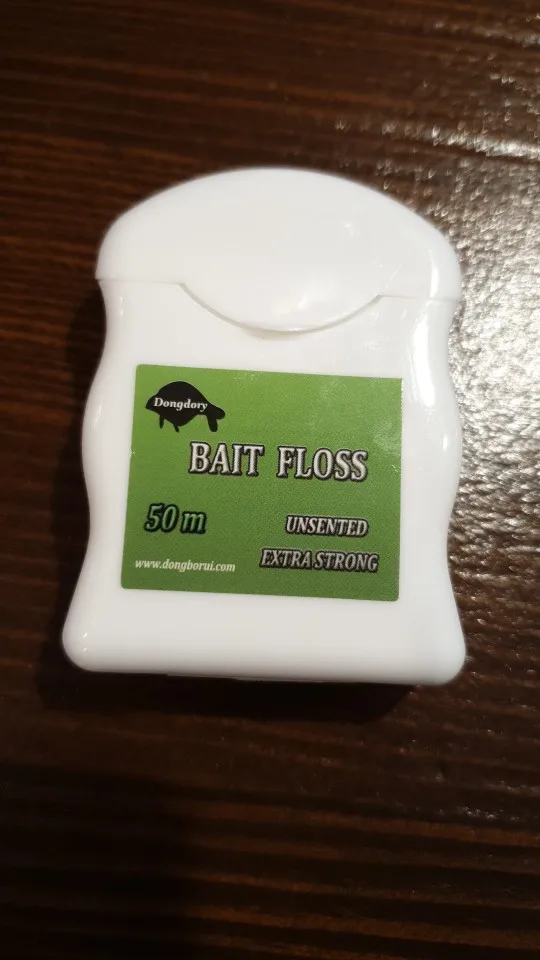 Dongdory
BAIT FLOSS
50 m
UNSENTED
EXTRA STRONG
www.dongborui.com